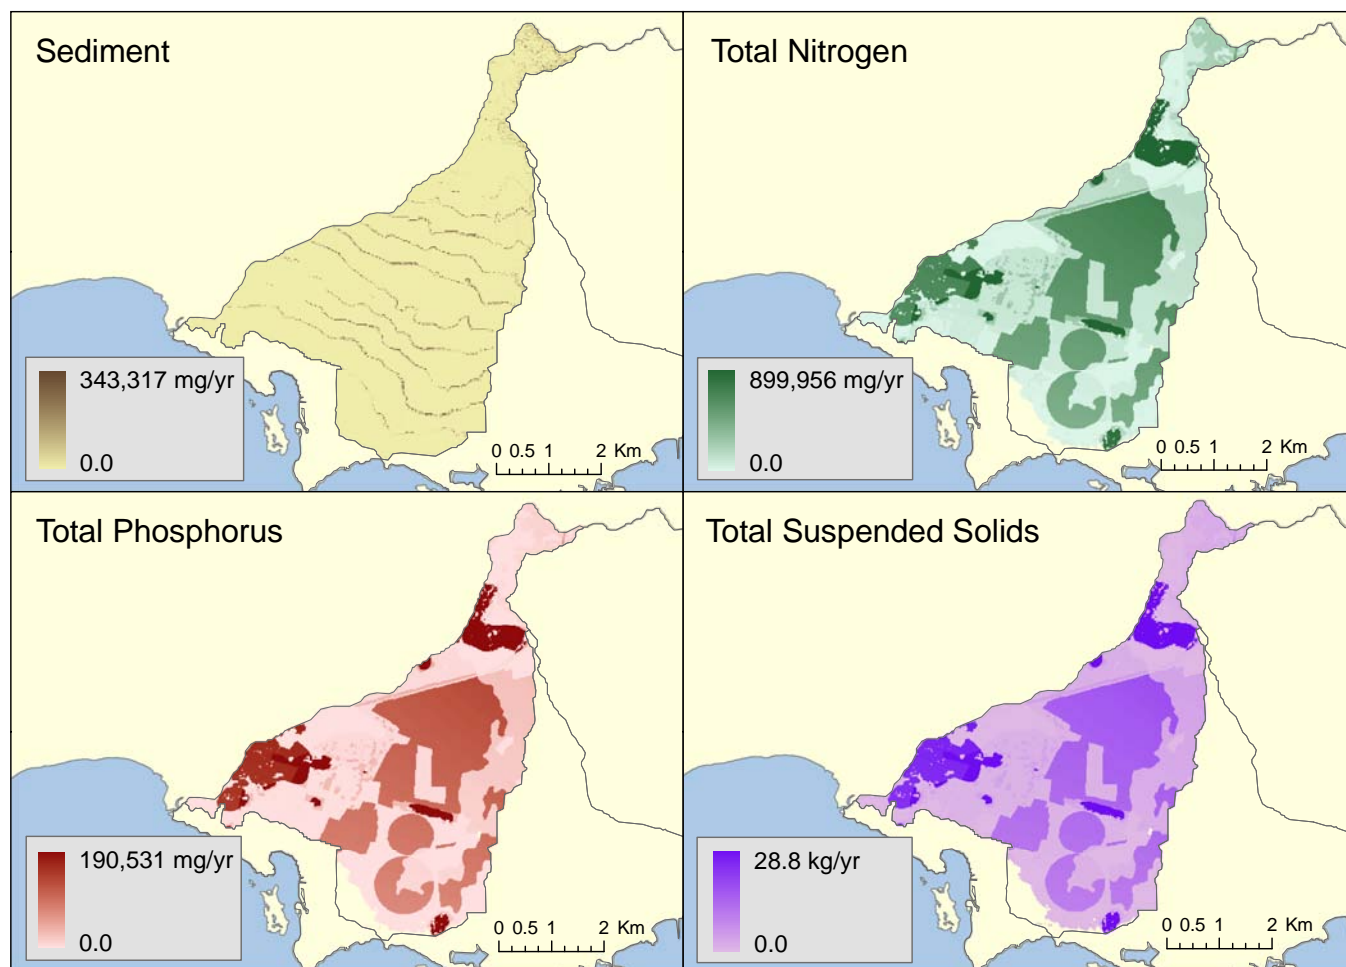 Sediment
343,317 mg/yr
0.0
0 0.5 1 2 Km
Total Nitrogen
899,956 mg/yr
0.0
0 0.5 1 2 Km
Total Phosphorus
190,531 mg/yr
0.0
0 0.5 1 2 Km
Total Suspended Solids
28.8 kg/yr
0.0
0 0.5 1 2 Km